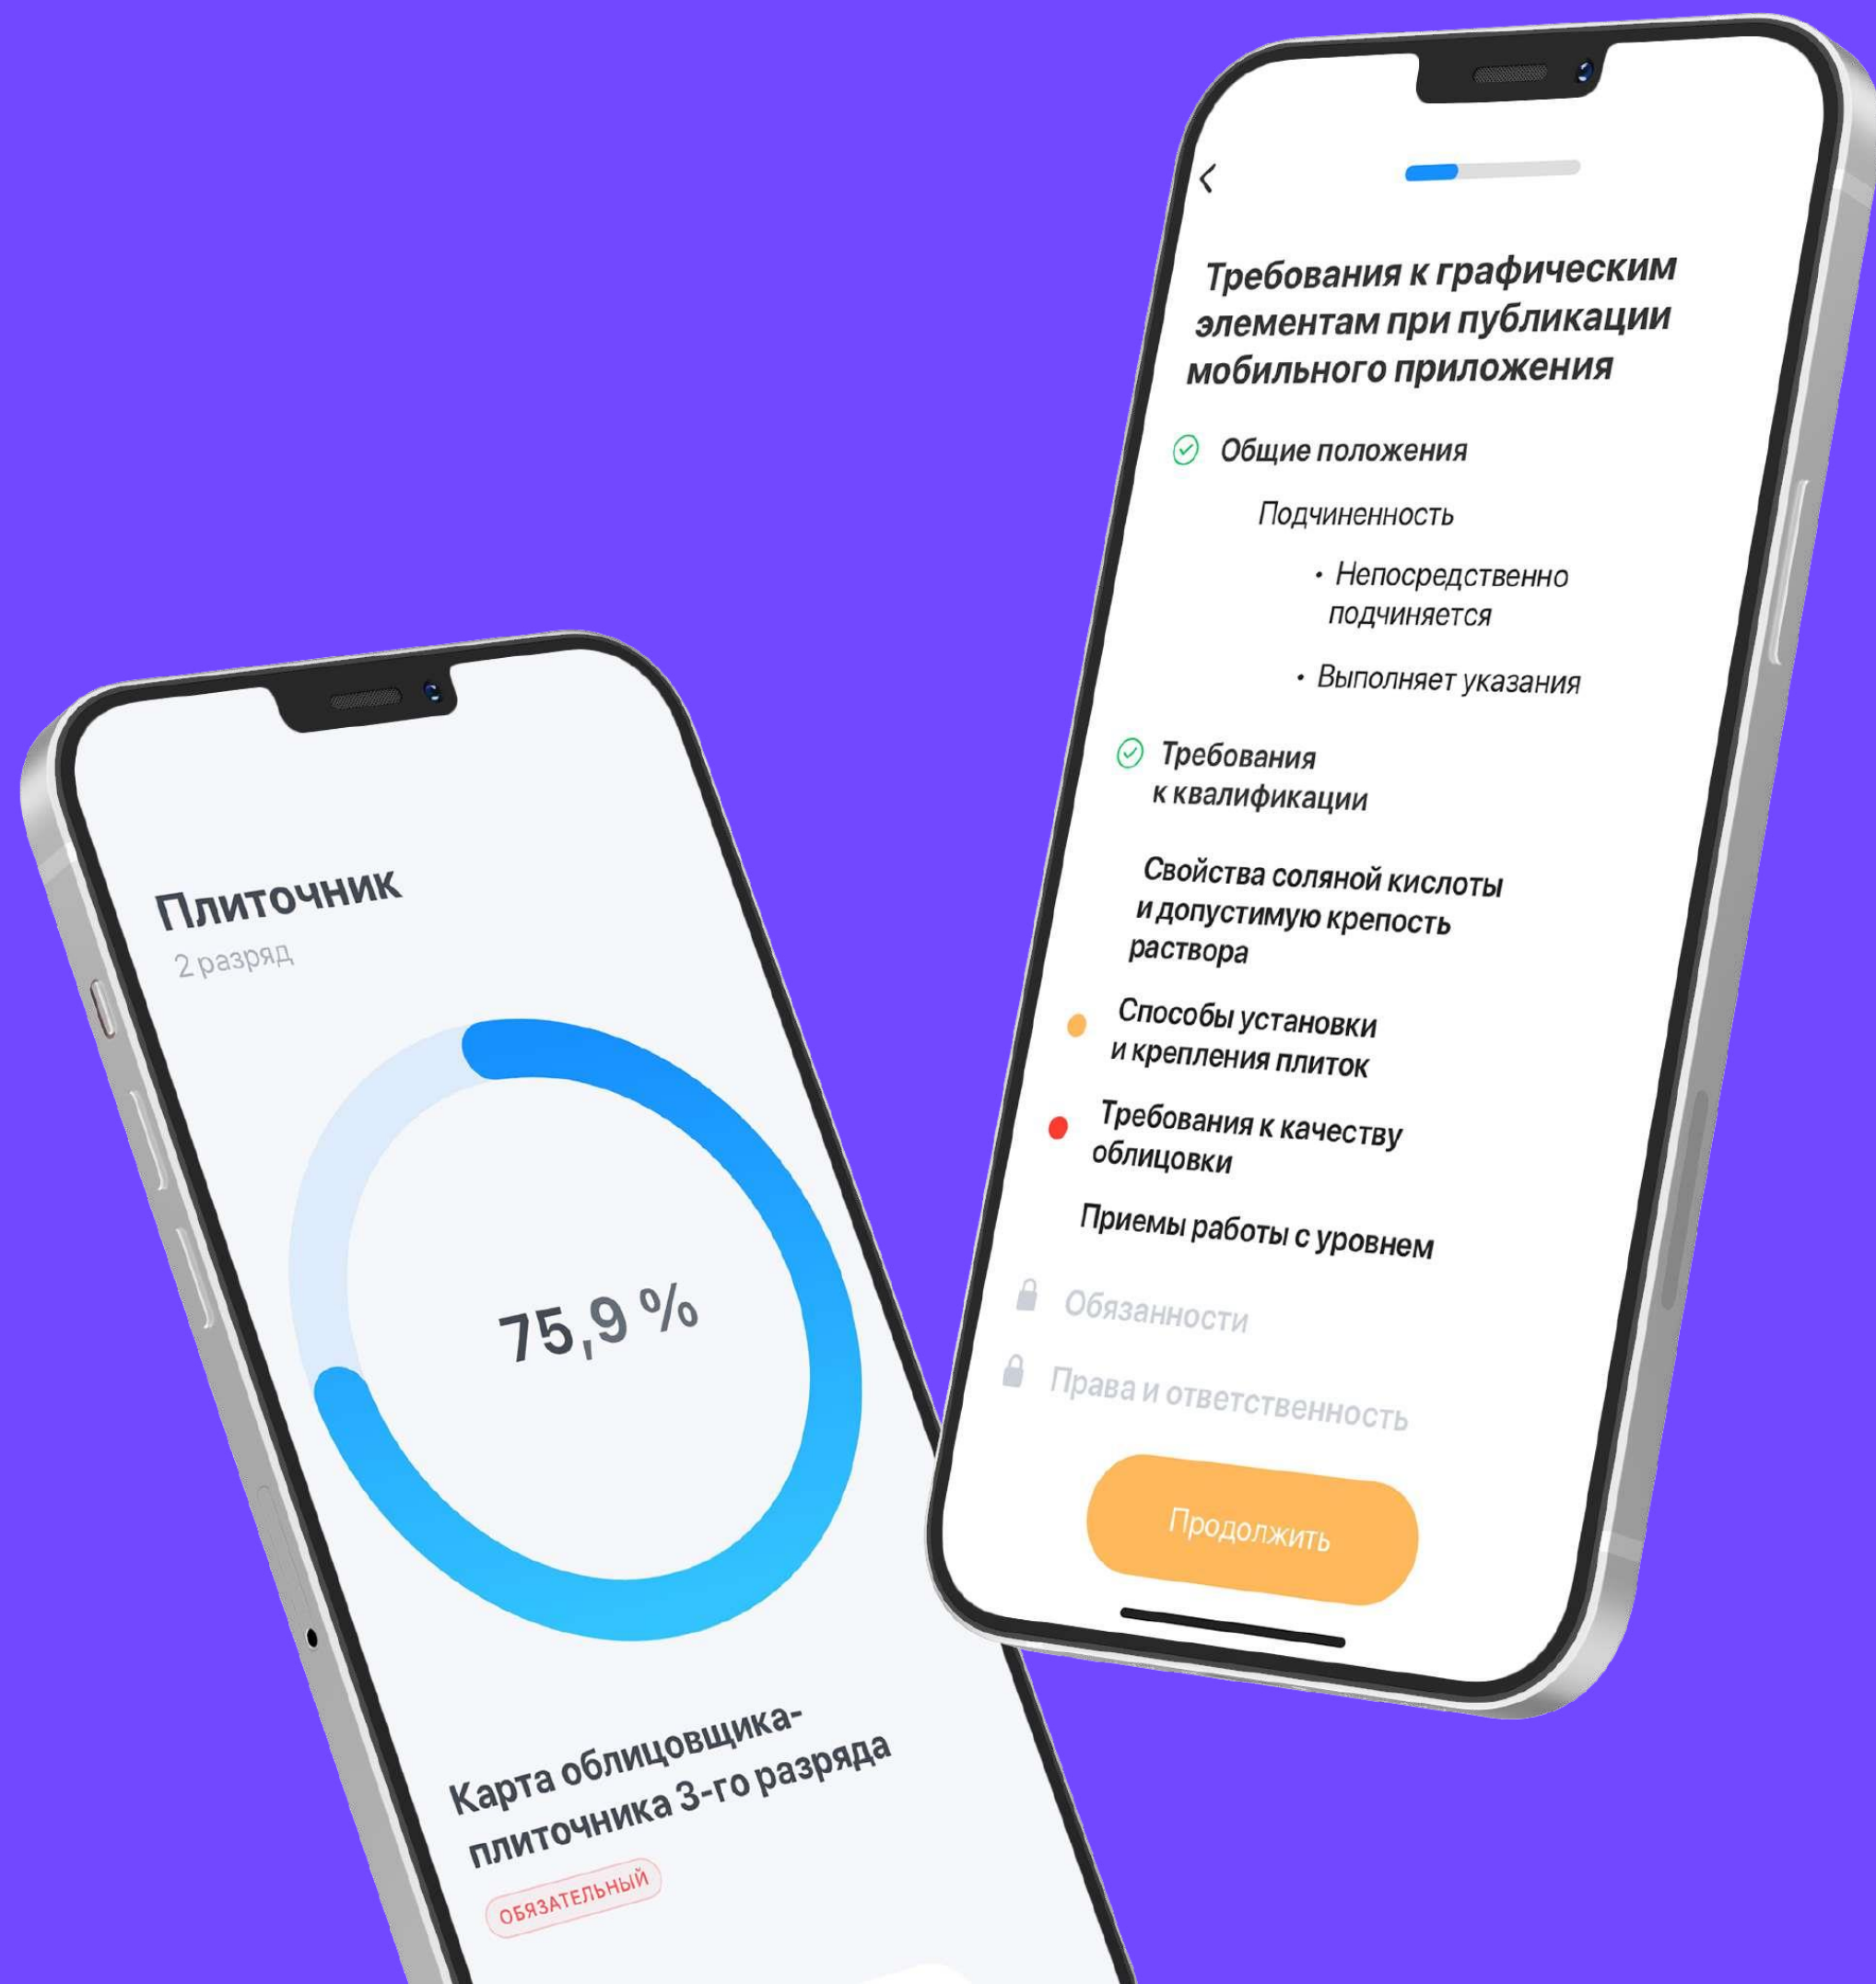 Плиточник
2 разряд
75,9 %
Карта облицовщика-
плиточника 3-го разряда
ОБЯЗАТЕЛЬНЫЙ
Требования к графическим
элементам при публикации
мобильного приложения
Общие положения
Подчиненность
• Непосредственно
подчиняется
• Выполняет указания
Требования
к квалификации
Свойства соляной кислоты
и допустимую крепость
раствора
Способы установки
и крепления плиток
Требования к качеству
облицовки
Приемы работы с уровнем
Обязанности
Права и ответственность
Продолжить